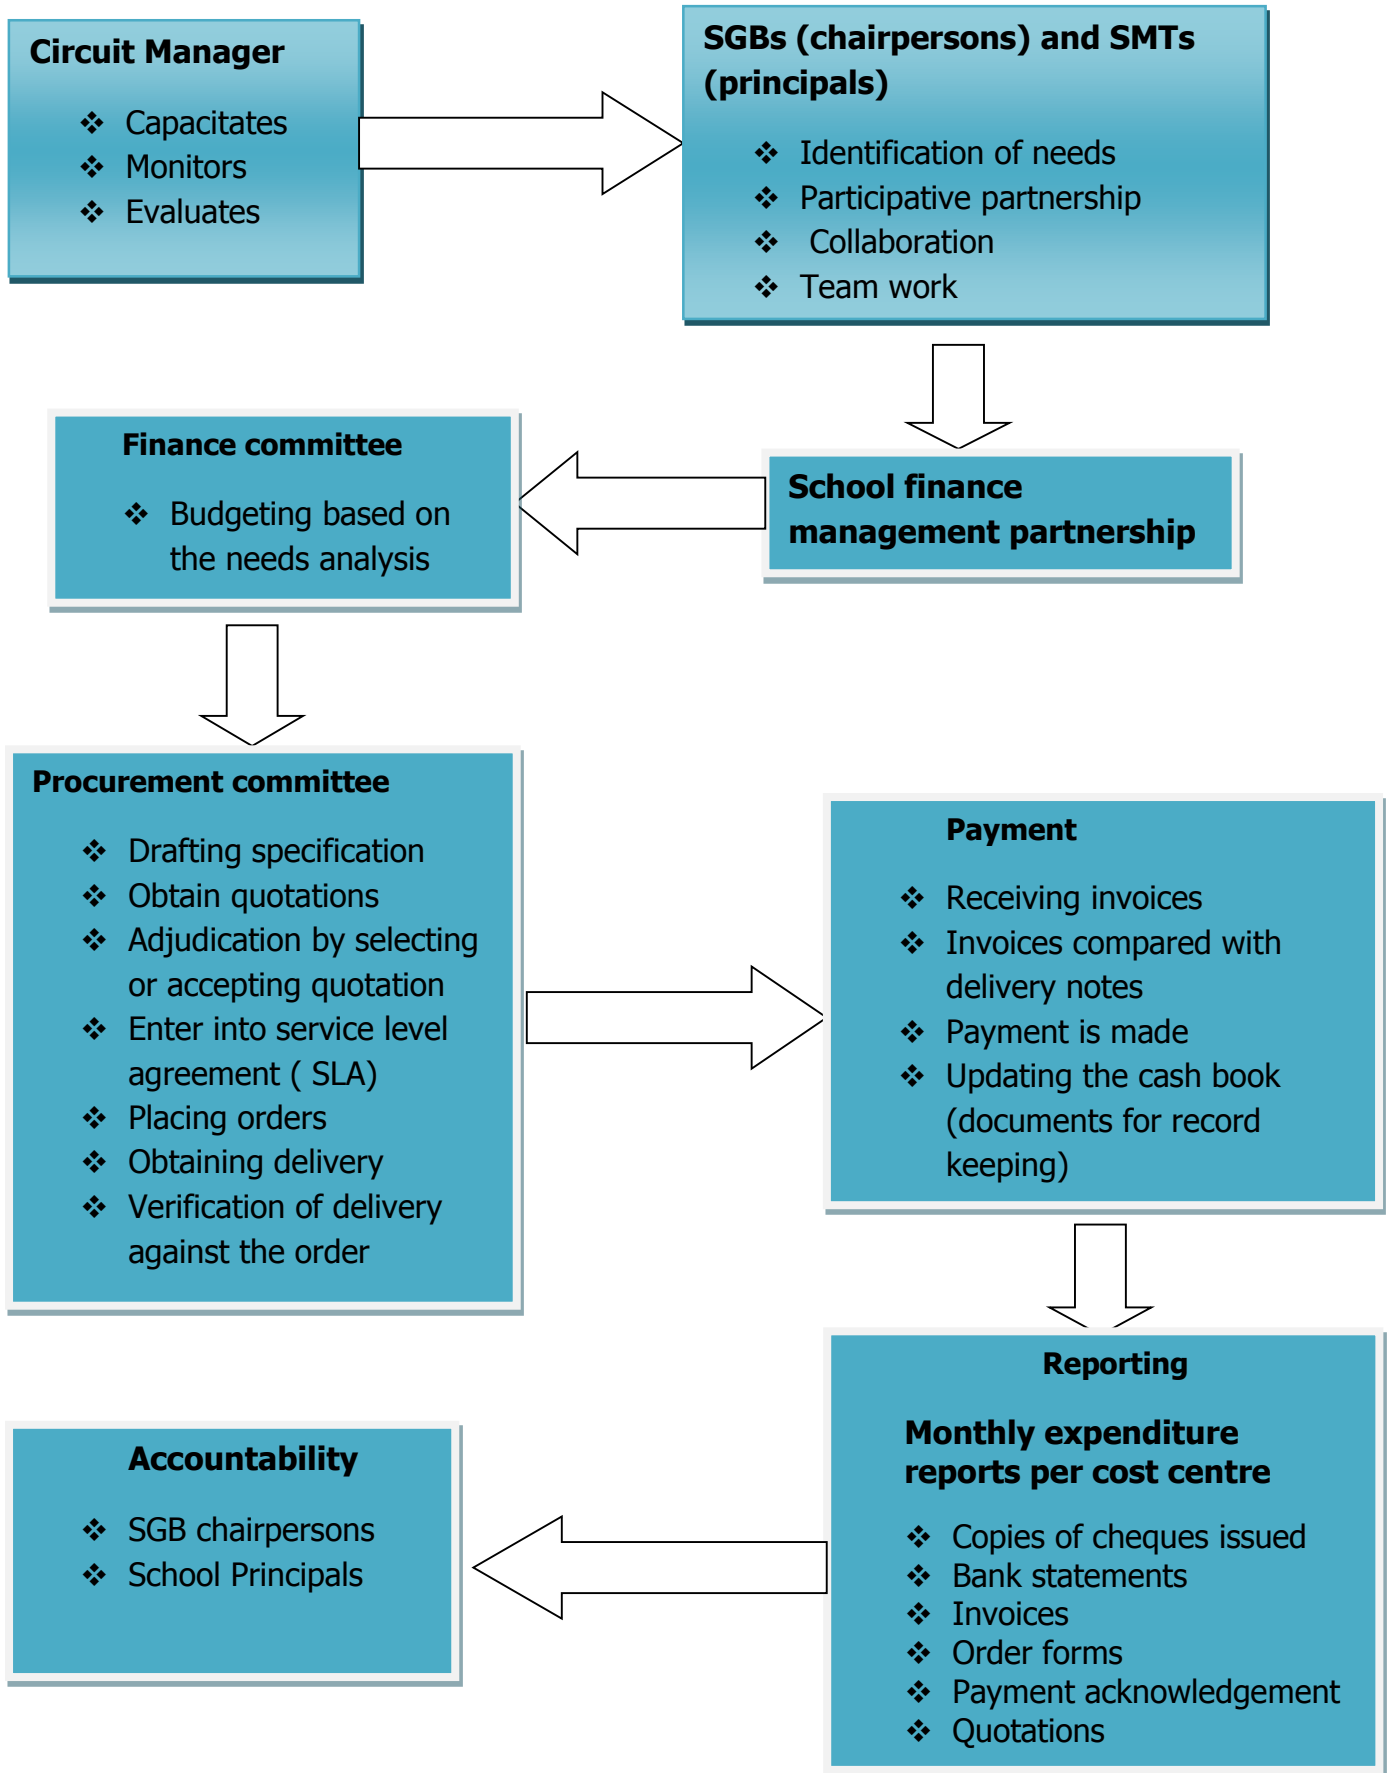 Circuit Manager
❖ Capacitates
❖ Monitors
❖ Evaluates
SGBs (chairpersons) and SMTs
(principals)
❖ Identification of needs
❖ Participative partnership
❖ Collaboration
❖ Team work
School finance
management partnership
Finance committee
❖ Budgeting based on
the needs analysis
Procurement committee
❖ Drafting specification
❖ Obtain quotations
❖ Adjudication by selecting
or accepting quotation
❖ Enter into service level
agreement ( SLA)
❖ Placing orders
❖ Obtaining delivery
❖ Verification of delivery
against the order
Payment
❖ Receiving invoices
❖ Invoices compared with
delivery notes
❖ Payment is made
❖ Updating the cash book
(documents for record
keeping)
Reporting
Monthly expenditure
reports per cost centre
❖ Copies of cheques issued
❖ Bank statements
❖ Invoices
❖ Order forms
❖ Payment acknowledgement
❖ Quotations
Accountability
❖ SGB chairpersons
❖ School Principals